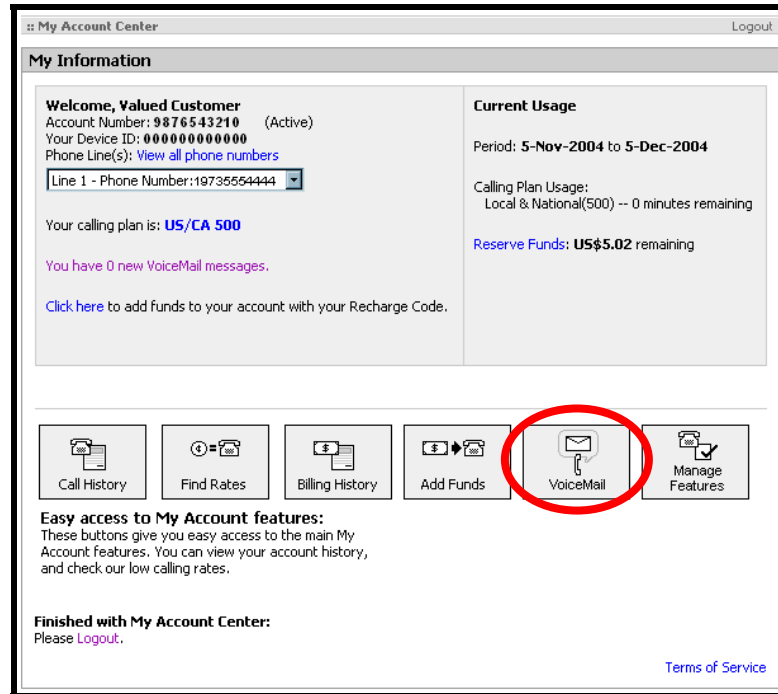 :: My Account Center
Logout
My Information
Welcome, Valued Customer
Account Number: 9876543210 (Active)
Your Device ID: 000000000000
Phone Line(s): View all phone numbers
Line 1 - Phone Number:19735554444
Your calling plan is: US/CA 500
You have 0 new VoiceMail messages.
Click here to add funds to your account with your Recharge Code.
Current Usage
Period: 5-Nov-2004 to 5-Dec-2004
Calling Plan Usage:
Local & National(500) -- 0 minutes remaining
Reserve Funds: US$5.02 remaining
Call History
Find Rates
Billing History
Add Funds
VoiceMail
Manage
Features
Easy access to My Account features:
These buttons give you easy access to the main My
Account features. You can view your account history,
and check our low calling rates.
Finished with My Account Center:
Please Logout.
Terms of Service